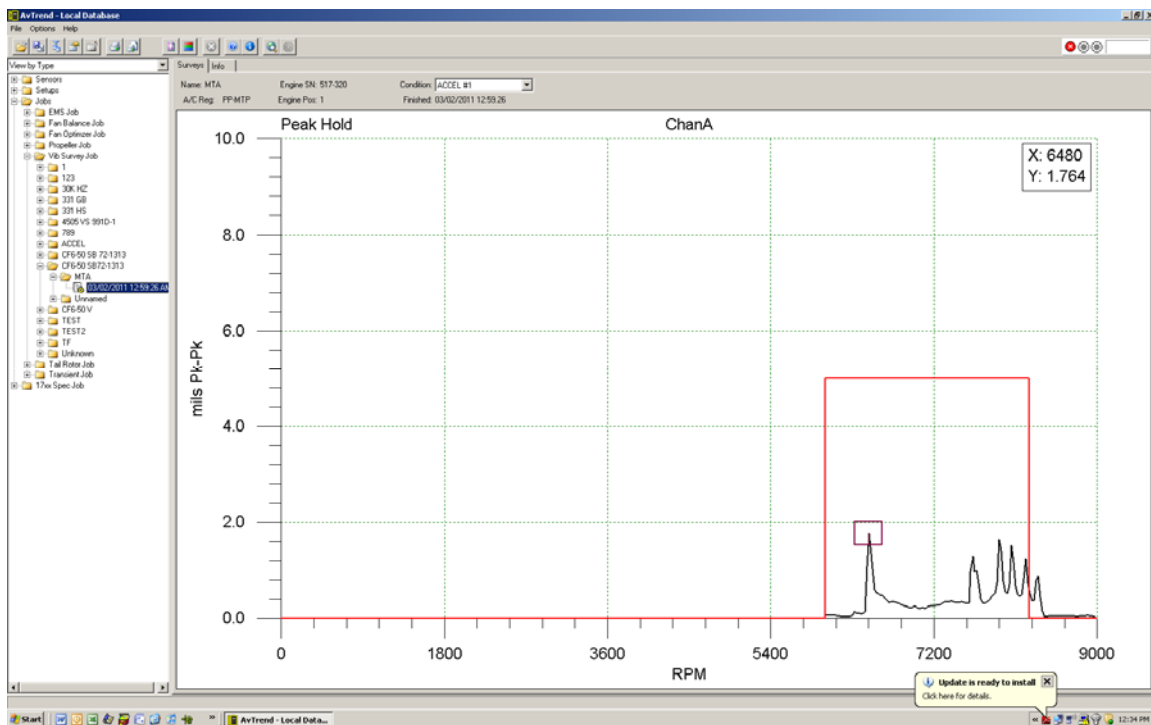 AvTrend - Local Database
File Options Help
View by Type
Surveys Info
Sensors
Setups
Jobs
EMS Job
Fan Balance Job
Fan Optimzer Job
Propeller Job
Vib Survey Job
1
123
30K HZ
331 GB
331 HS
4505 VS 991D-1
789
ACCEL
CF6-50 SB 72-1313
CF6-50 SB72-1313
MTA
03/02/2011 12:59:26 AM
Unnamed
CF6-50 V
TEST
TEST2
TF
Unknown
Tail Rotor Job
Transient Job
17xx Spec Job
Name: MTA Engine SN: 517-320 Condition: ACCEL #1
A/C Reg: PP-MTP Engine Pos: 1 Finished: 03/02/2011 12:59:26
Peak Hold ChanA
X: 6480
Y: 1.764
10.0
8.0
6.0
4.0
2.0
0.0
mils Pk-Pk
0 1800 3600 5400 7200 9000
RPM
Update is ready to install
Click here for details.
Start » AvTrend - Local Data... « 12:34 PM